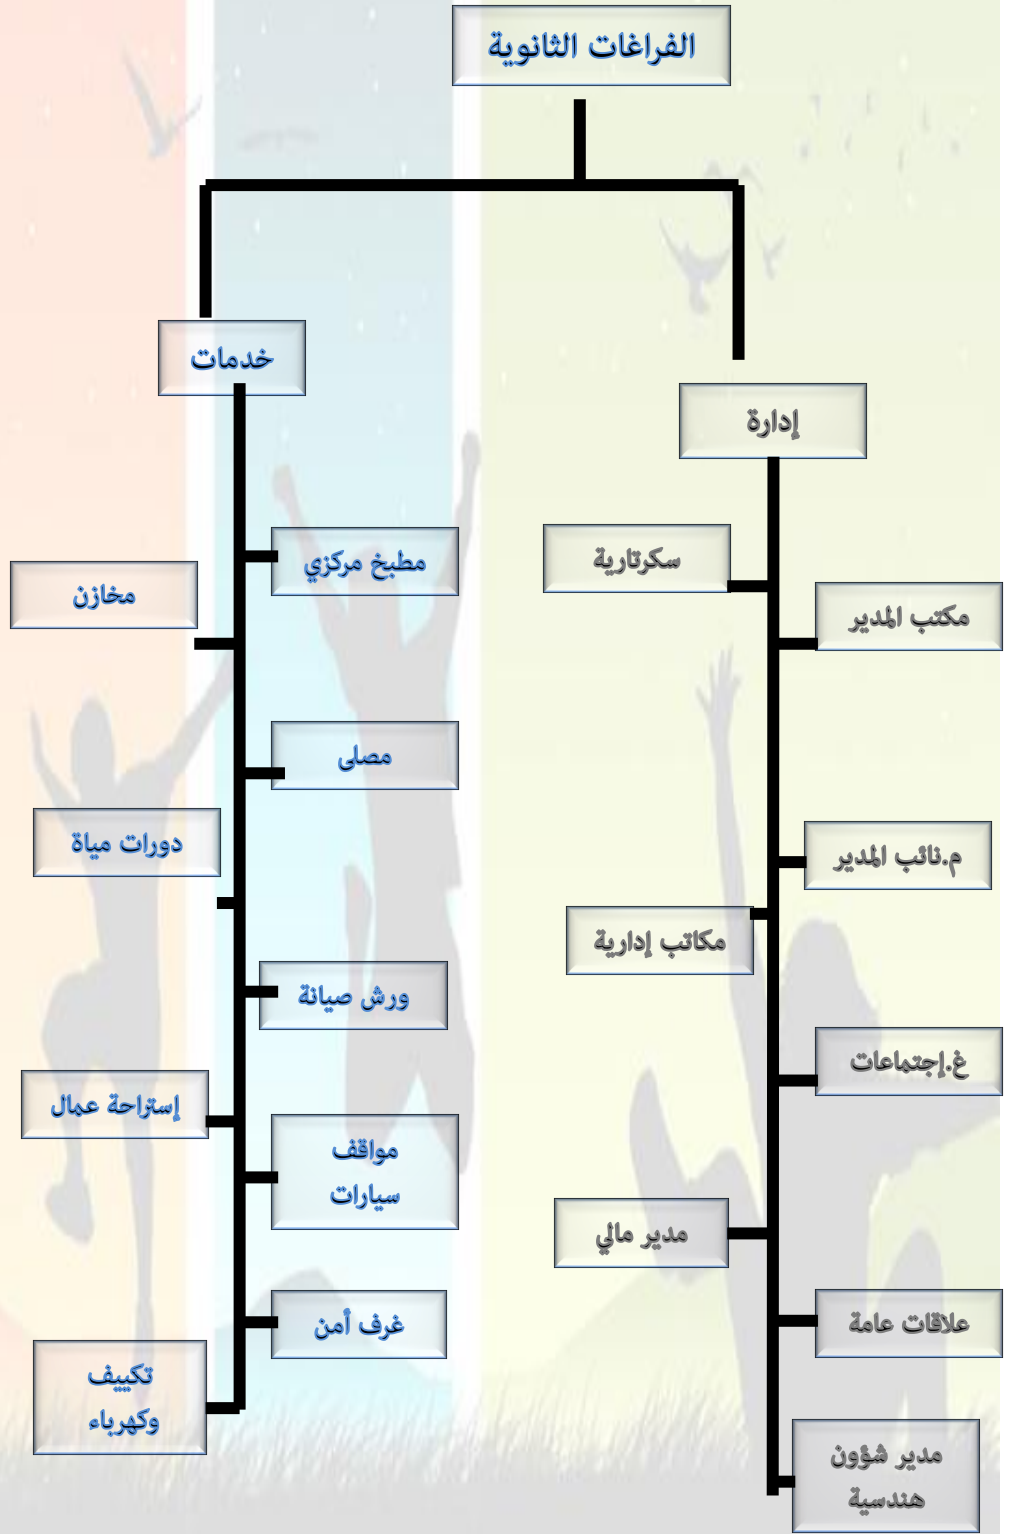 الفراغات الثانوية
إدارة
سكرتارية
مكتب المدير
م.نائب المدير
مكاتب إدارية
غ.إجتماعات
مدير مالي
علاقات عامة
مدير شؤون
هندسية
خدمات
مطبخ مركزي
مخازن
مصلى
دورات مياة
ورش صيانة
إستراحة عمال
مواقف
سيارات
غرف أمن
تكييف
وكهرباء